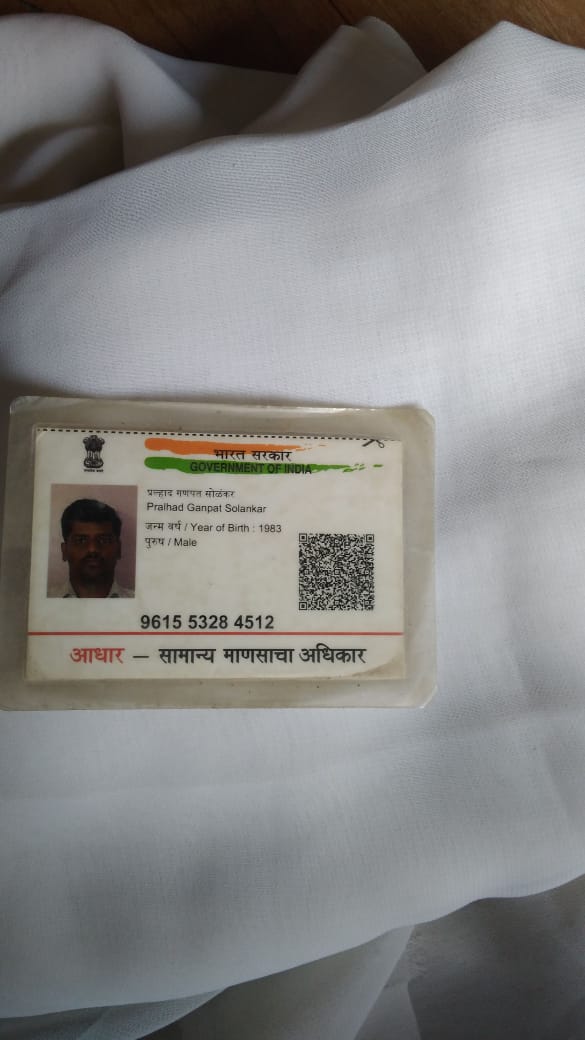 भारत सरकार
GOVERNMENT OF INDIA
प्रल्हाद गणपत सोळंकर
Pralhad Ganpat Solankar
जन्म वर्ष / Year of Birth : 1983
पुरुष / Male
9615 5328 4512
आधार — सामान्य माणसाचा अधिकार